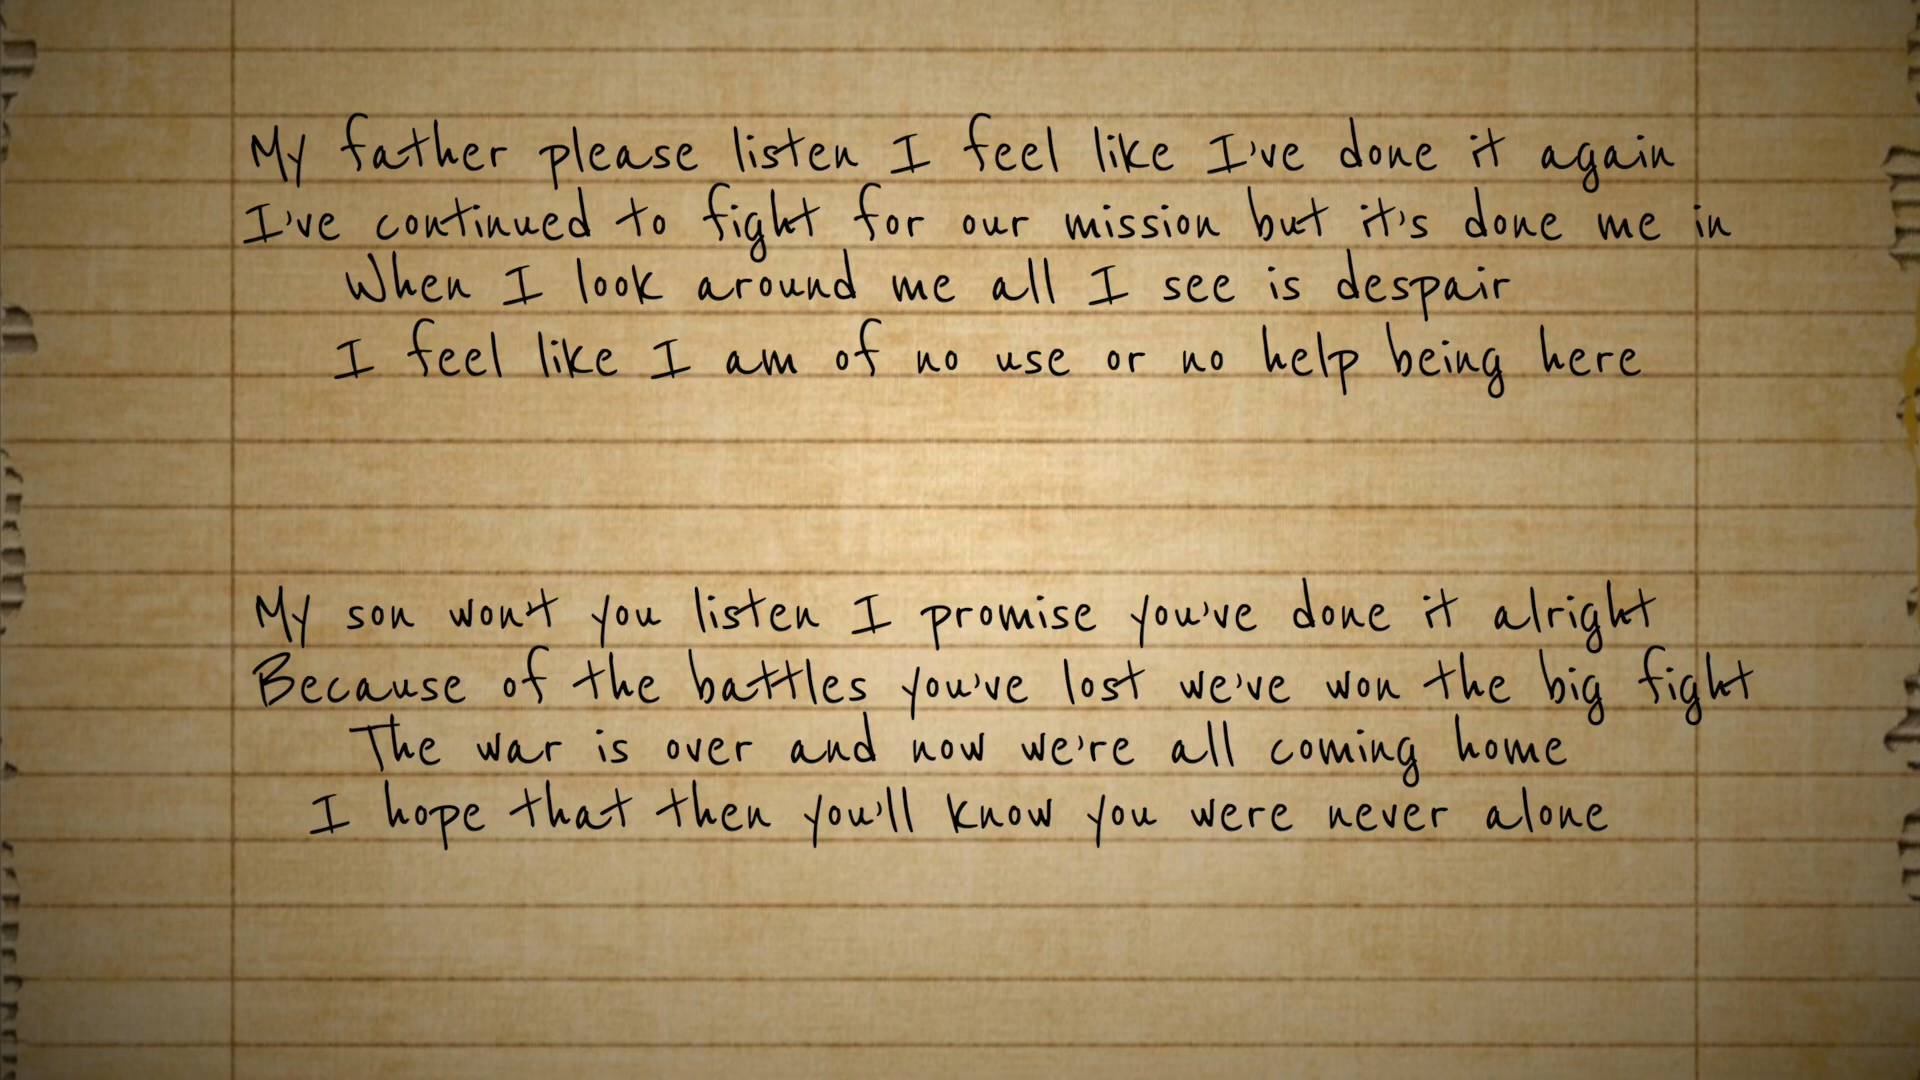 My father please listen I feel like I've done it again
I've continued to fight for our mission but it's done me in
When I look around me all I see is despair
I feel like I am of no use or no help being here
My son won't you listen I promise you've done it alright
Because of the battles you've lost we've won the big fight
The war is over and now we're all coming home
I hope that then you'll know you were never alone